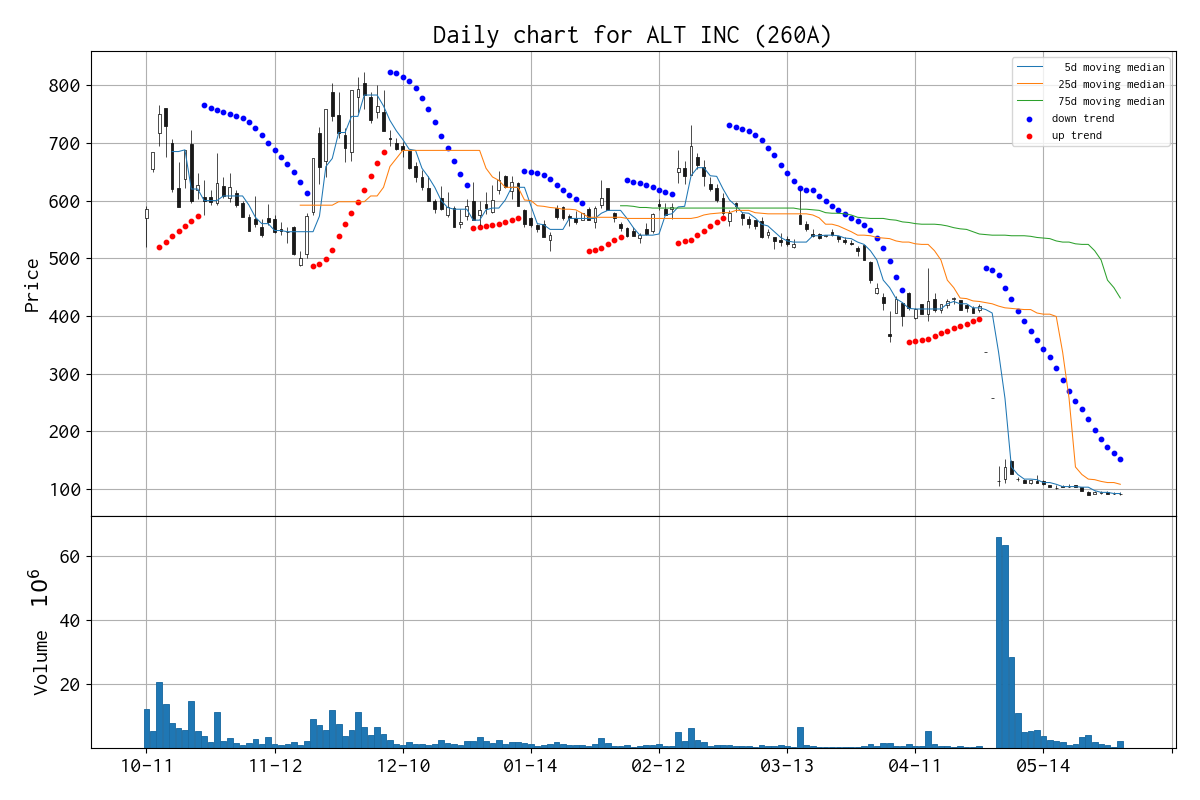 Daily chart for ALT INC (260A)
5d moving median
25d moving median
75d moving median
down trend
up trend
Price
800
700
600
500
400
300
200
100
Volume 10^6
60
40
20
10-11
11-12
12-10
01-14
02-12
03-13
04-11
05-14